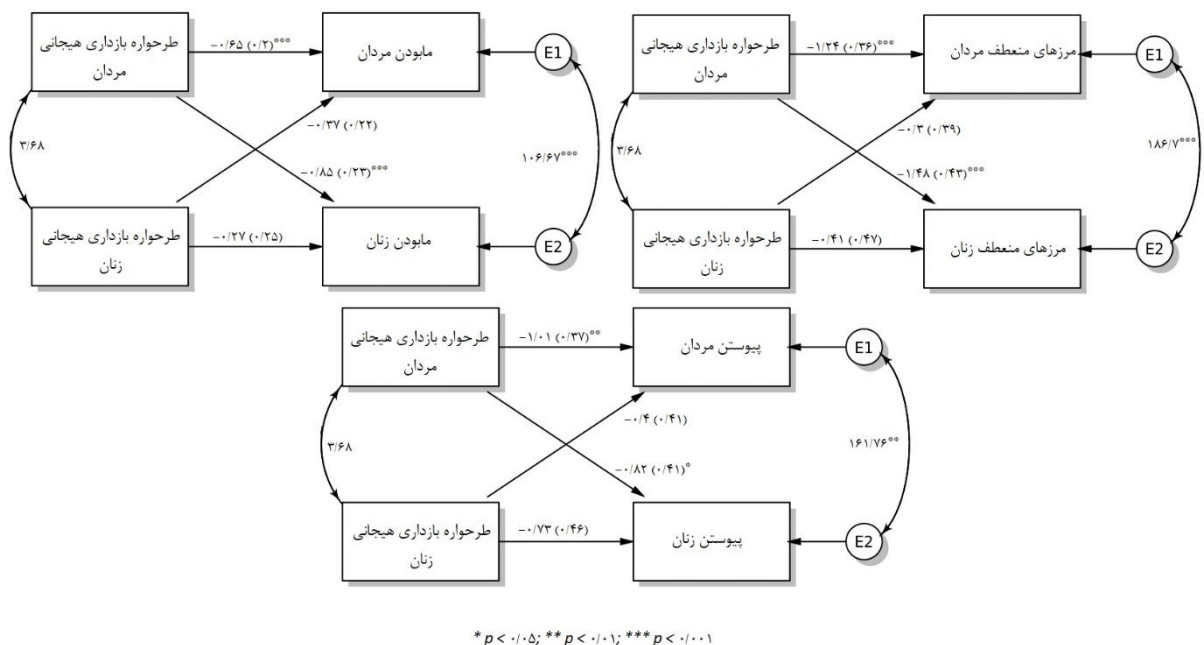 طرحواره بازداری هیجانی
مردان
-۰/۶۵ (۰/۲)***
مابودن مردان
E1
۳/۶۸
-۰/۳۷ (۰/۲۲)
-۰/۸۵ (۰/۲۳)***
۱۰۶/۶۷***
طرحواره بازداری هیجانی
زنان
-۰/۲۷ (۰/۲۵)
مابودن زنان
E2
طرحواره بازداری هیجانی
مردان
-۱/۲۴ (۰/۳۶)***
مرزهای منعطف مردان
E1
۳/۶۸
-۰/۳ (۰/۳۹)
-۱/۴۸ (۰/۴۳)***
۱۸۶/۷***
طرحواره بازداری هیجانی
زنان
-۰/۴۱ (۰/۴۷)
مرزهای منعطف زنان
E2
طرحواره بازداری هیجانی
مردان
-۱/۰۱ (۰/۳۷)**
پیوستن مردان
E1
۳/۶۸
-۰/۴ (۰/۴۱)
-۰/۸۲ (۰/۴۱)*
۱۶۱/۷۶**
طرحواره بازداری هیجانی
زنان
-۰/۷۳ (۰/۴۶)
پیوستن زنان
E2
* p < ۰/۰۵; ** p < ۰/۰۱; *** p < ۰/۰۰۱